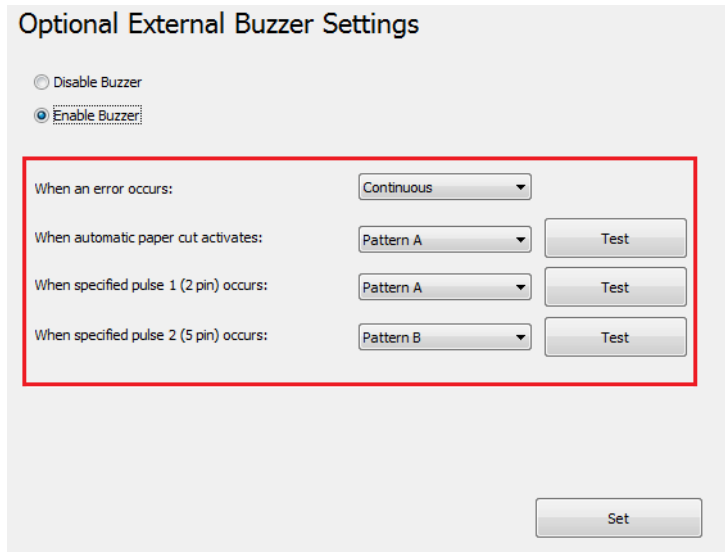 Optional External Buzzer Settings
Disable Buzzer
Enable Buzzer
When an error occurs: Continuous
When automatic paper cut activates: Pattern A Test
When specified pulse 1 (2 pin) occurs: Pattern A Test
When specified pulse 2 (5 pin) occurs: Pattern B Test
Set